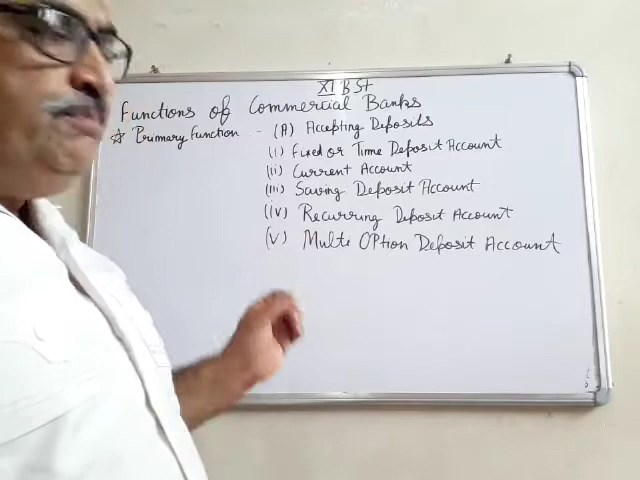 XI B St
Functions of Commercial Banks
☆ Primary Function - (A) Accepting Deposits
(i) Fixed or Time Deposit Account
(ii) Current Account
(iii) Saving Deposit Account
(iv) Recurring Deposit Account
(v) Multi Option Deposit Account